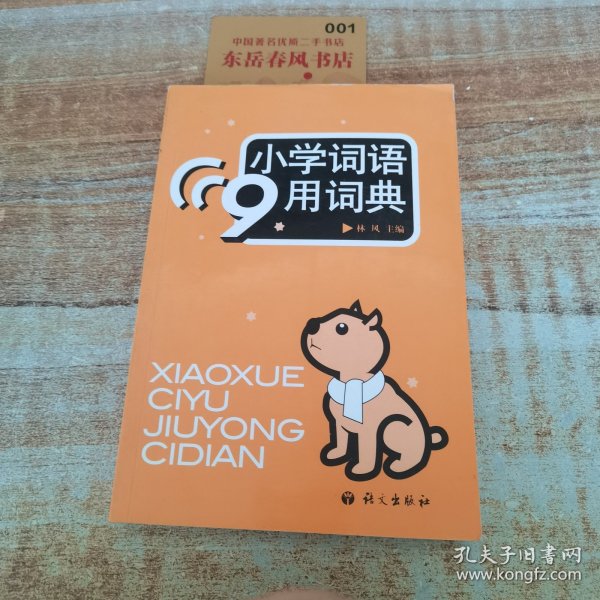 001
中国著名优质二手书店
东岳春风书店
小学词语
9用词典
林风 主编
XIAOXUE
CIYU
JIUYONG
CIDIAN
语文出版社
孔夫子旧书网
www.kongfz.com